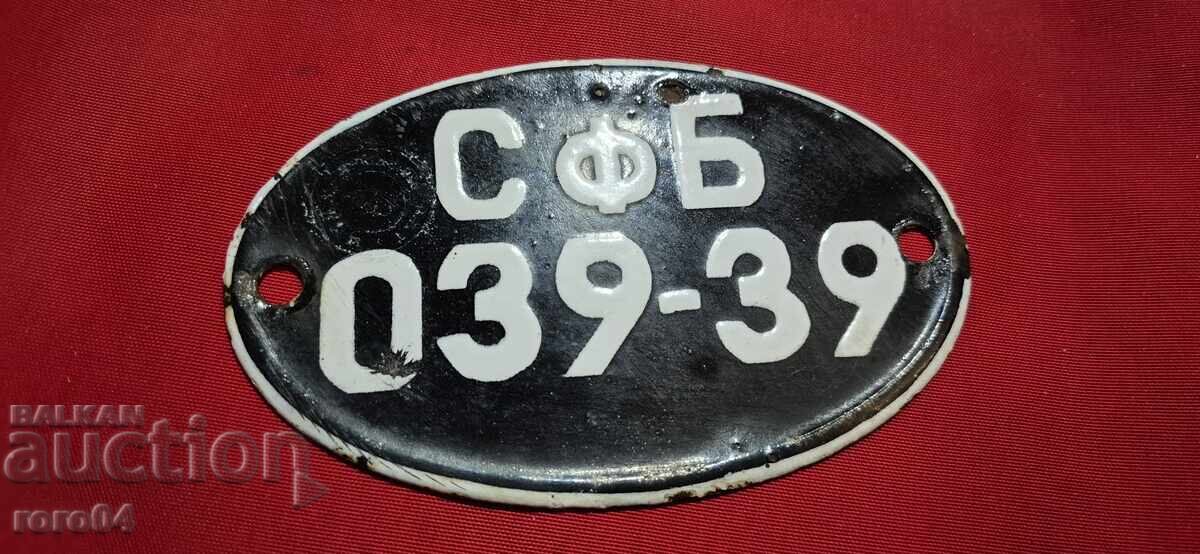 СФБ
039-39
BALKAN
auction
roro04